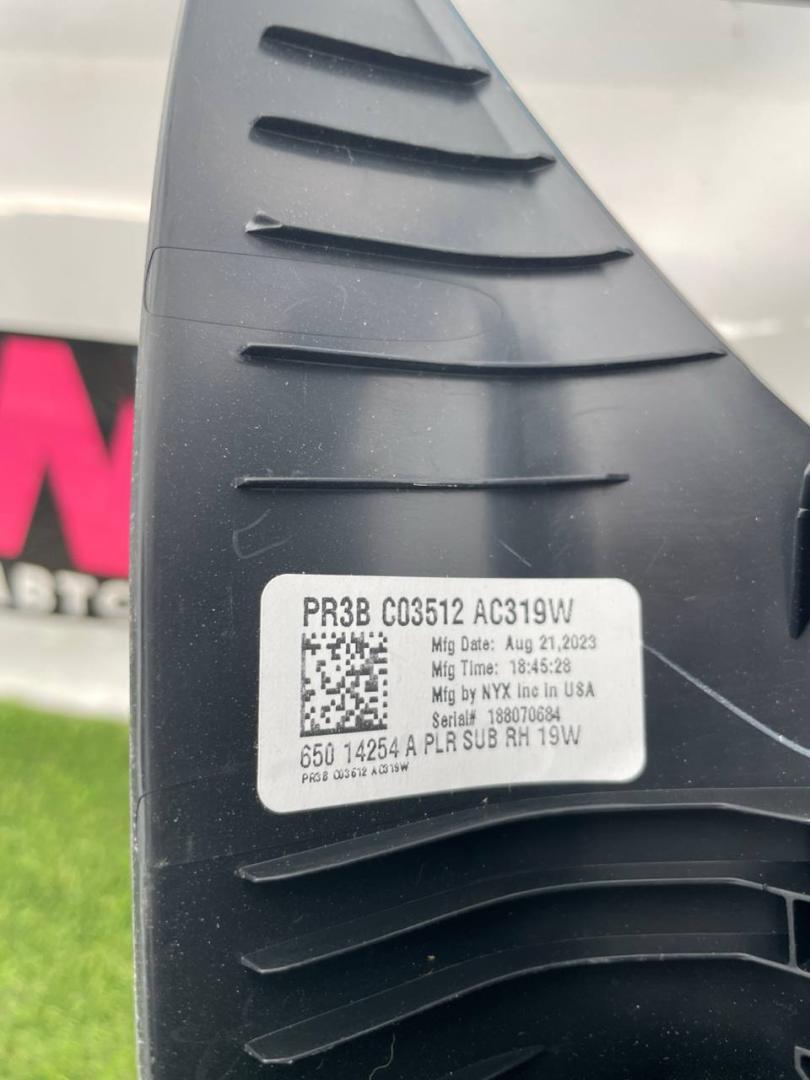 PR3B C03512 AC319W
Mfg Date: Aug 21,2023
Mfg Time: 18:45:28
Mfg by NYX Inc in USA
Serial# 188070684
650 14254 A PLR SUB RH 19W
PR3B C03512 AC319W